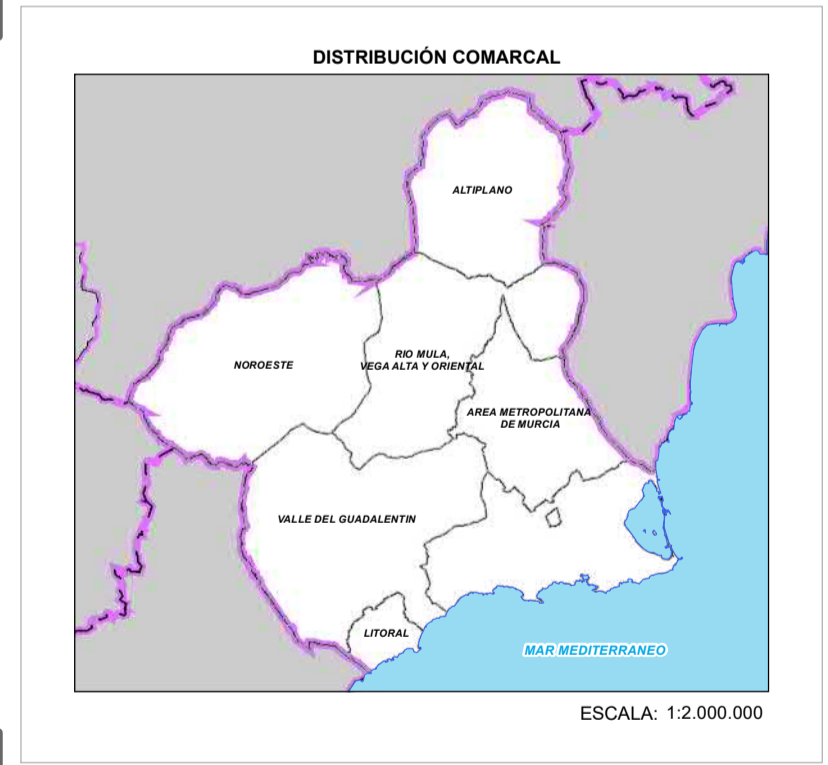 DISTRIBUCIÓN COMARCAL
ALTIPLANO
NOROESTE
RIO MULA,
VEGA ALTA Y ORIENTAL
AREA METROPOLITANA
DE MURCIA
VALLE DEL GUADALENTIN
LITORAL
MAR MEDITERRANEO
ESCALA: 1:2.000.000